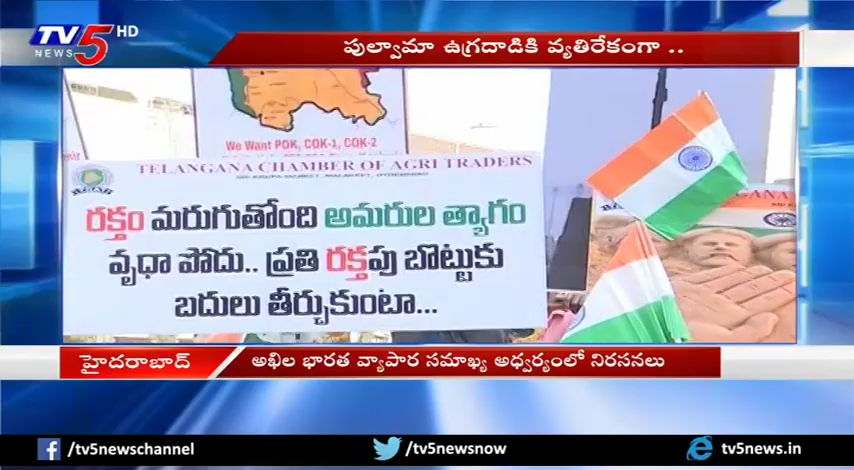 TV5 HD
NEWS
పుల్వామా ఉగ్రదాడికి వ్యతిరేకంగా ..
We Want POK, COK-1, COK-2
TELANGANA CHAMBER OF AGRI TRADERS
రక్తం మరుగుతోంది అమరుల త్యాగం
వృధా పోదు.. ప్రతి రక్తపు బొట్టుకు
బదులు తీర్చుకుంటా...
హైదరాబాద్
అఖిల భారత వ్యాపార సమాఖ్య అధ్వర్యంలో నిరసనలు
/tv5newschannel
/tv5newsnow
tv5news.in